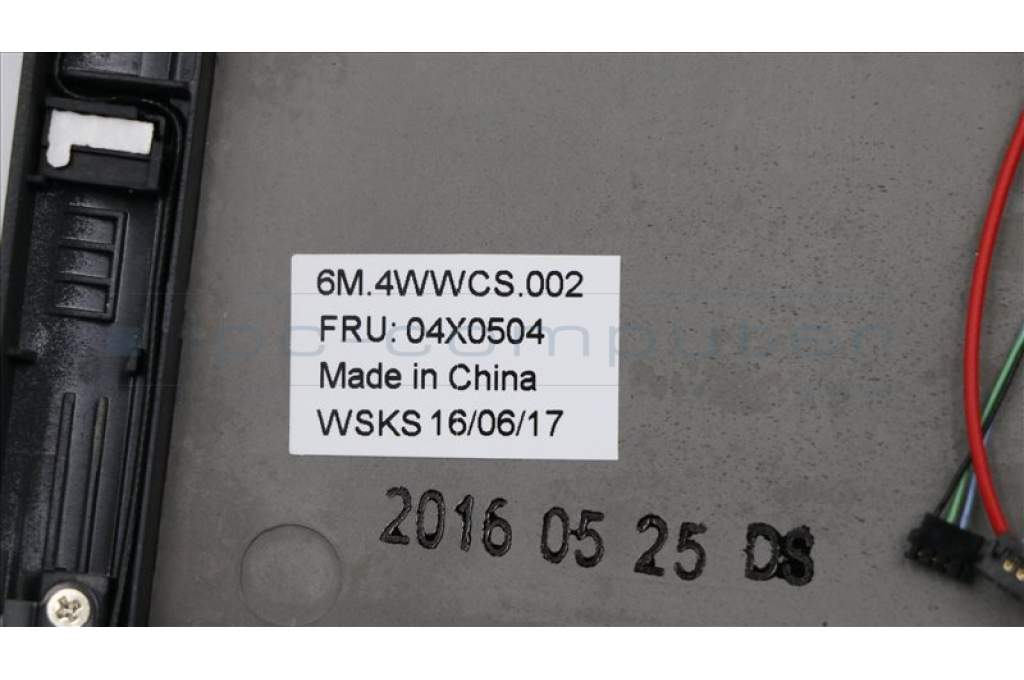 6M.4WWCS.002
FRU: 04X0504
Made in China
WSKS 16/06/17
2016 05 25 DS